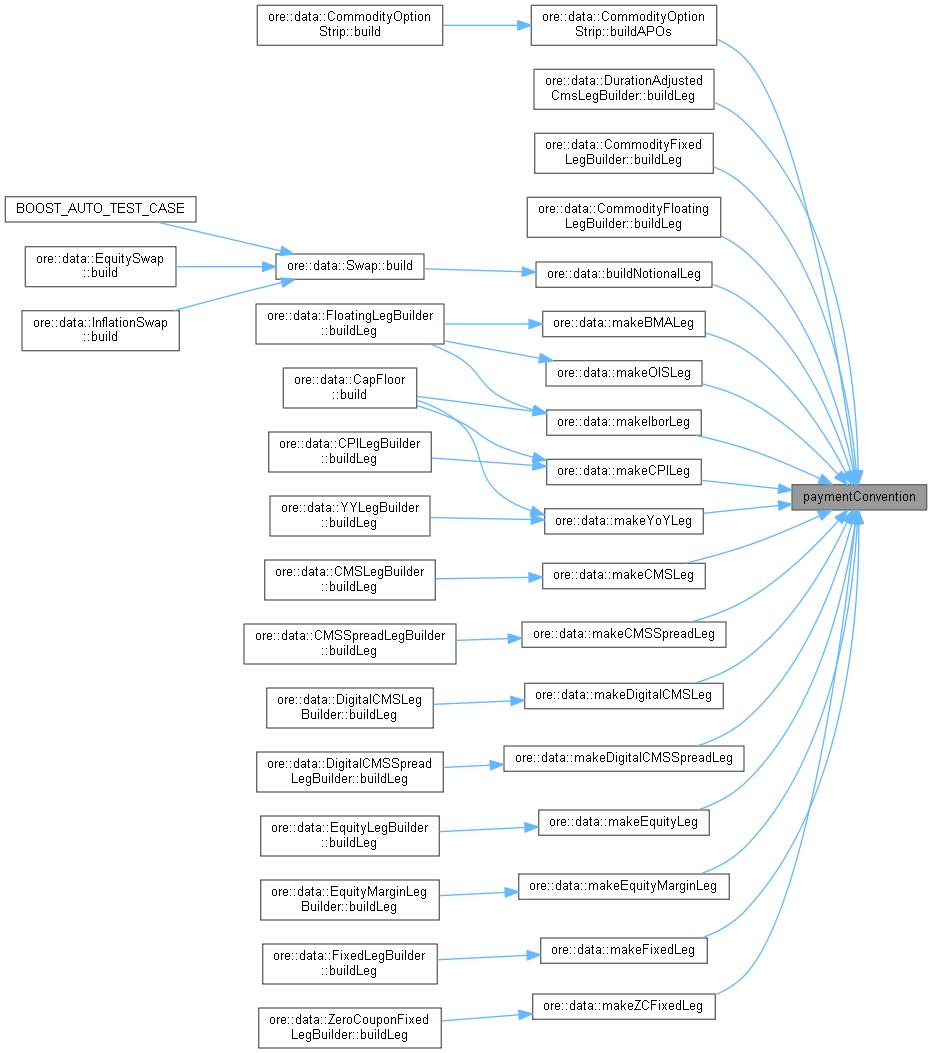 ore::data::CommodityOption
Strip::build
ore::data::CommodityOption
Strip::buildAPOs
ore::data::DurationAdjusted
CmsLegBuilder::buildLeg
ore::data::CommodityFixed
LegBuilder::buildLeg
BOOST_AUTO_TEST_CASE
ore::data::CommodityFloating
LegBuilder::buildLeg
ore::data::EquitySwap
::build
ore::data::Swap::build
ore::data::buildNotionalLeg
ore::data::InflationSwap
::build
ore::data::FloatingLegBuilder
::buildLeg
ore::data::makeBMALeg
ore::data::makeOISLeg
ore::data::CapFloor
::build
ore::data::makeIborLeg
ore::data::CPILegBuilder
::buildLeg
ore::data::makeCPILeg
paymentConvention
ore::data::YYLegBuilder
::buildLeg
ore::data::makeYoYLeg
ore::data::CMSLegBuilder
::buildLeg
ore::data::makeCMSLeg
ore::data::CMSSpreadLegBuilder
::buildLeg
ore::data::makeCMSSpreadLeg
ore::data::DigitalCMSLeg
Builder::buildLeg
ore::data::makeDigitalCMSLeg
ore::data::DigitalCMSSpread
LegBuilder::buildLeg
ore::data::makeDigitalCMSSpreadLeg
ore::data::EquityLegBuilder
::buildLeg
ore::data::makeEquityLeg
ore::data::EquityMarginLeg
Builder::buildLeg
ore::data::makeEquityMarginLeg
ore::data::FixedLegBuilder
::buildLeg
ore::data::makeFixedLeg
ore::data::ZeroCouponFixed
LegBuilder::buildLeg
ore::data::makeZCFixedLeg